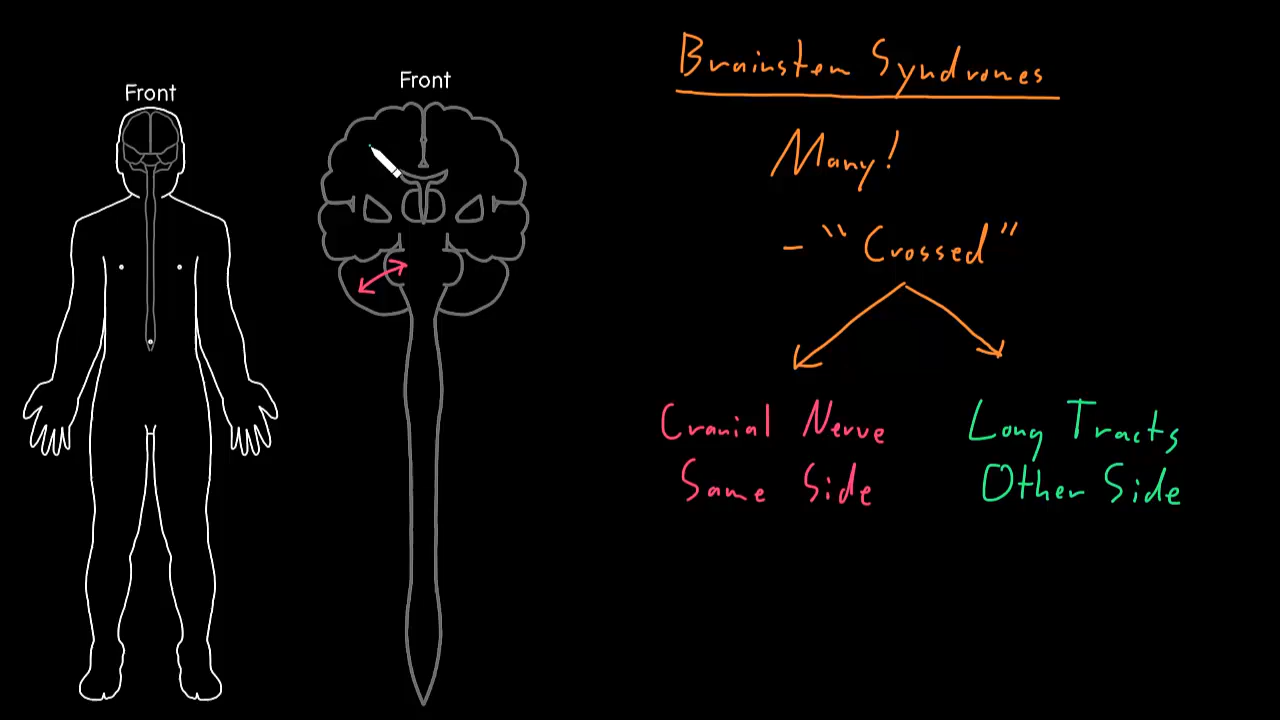 Front
Front
Brainstem Syndromes
Many!
- "Crossed"
Cranial Nerve
Same Side
Long Tracts
Other Side